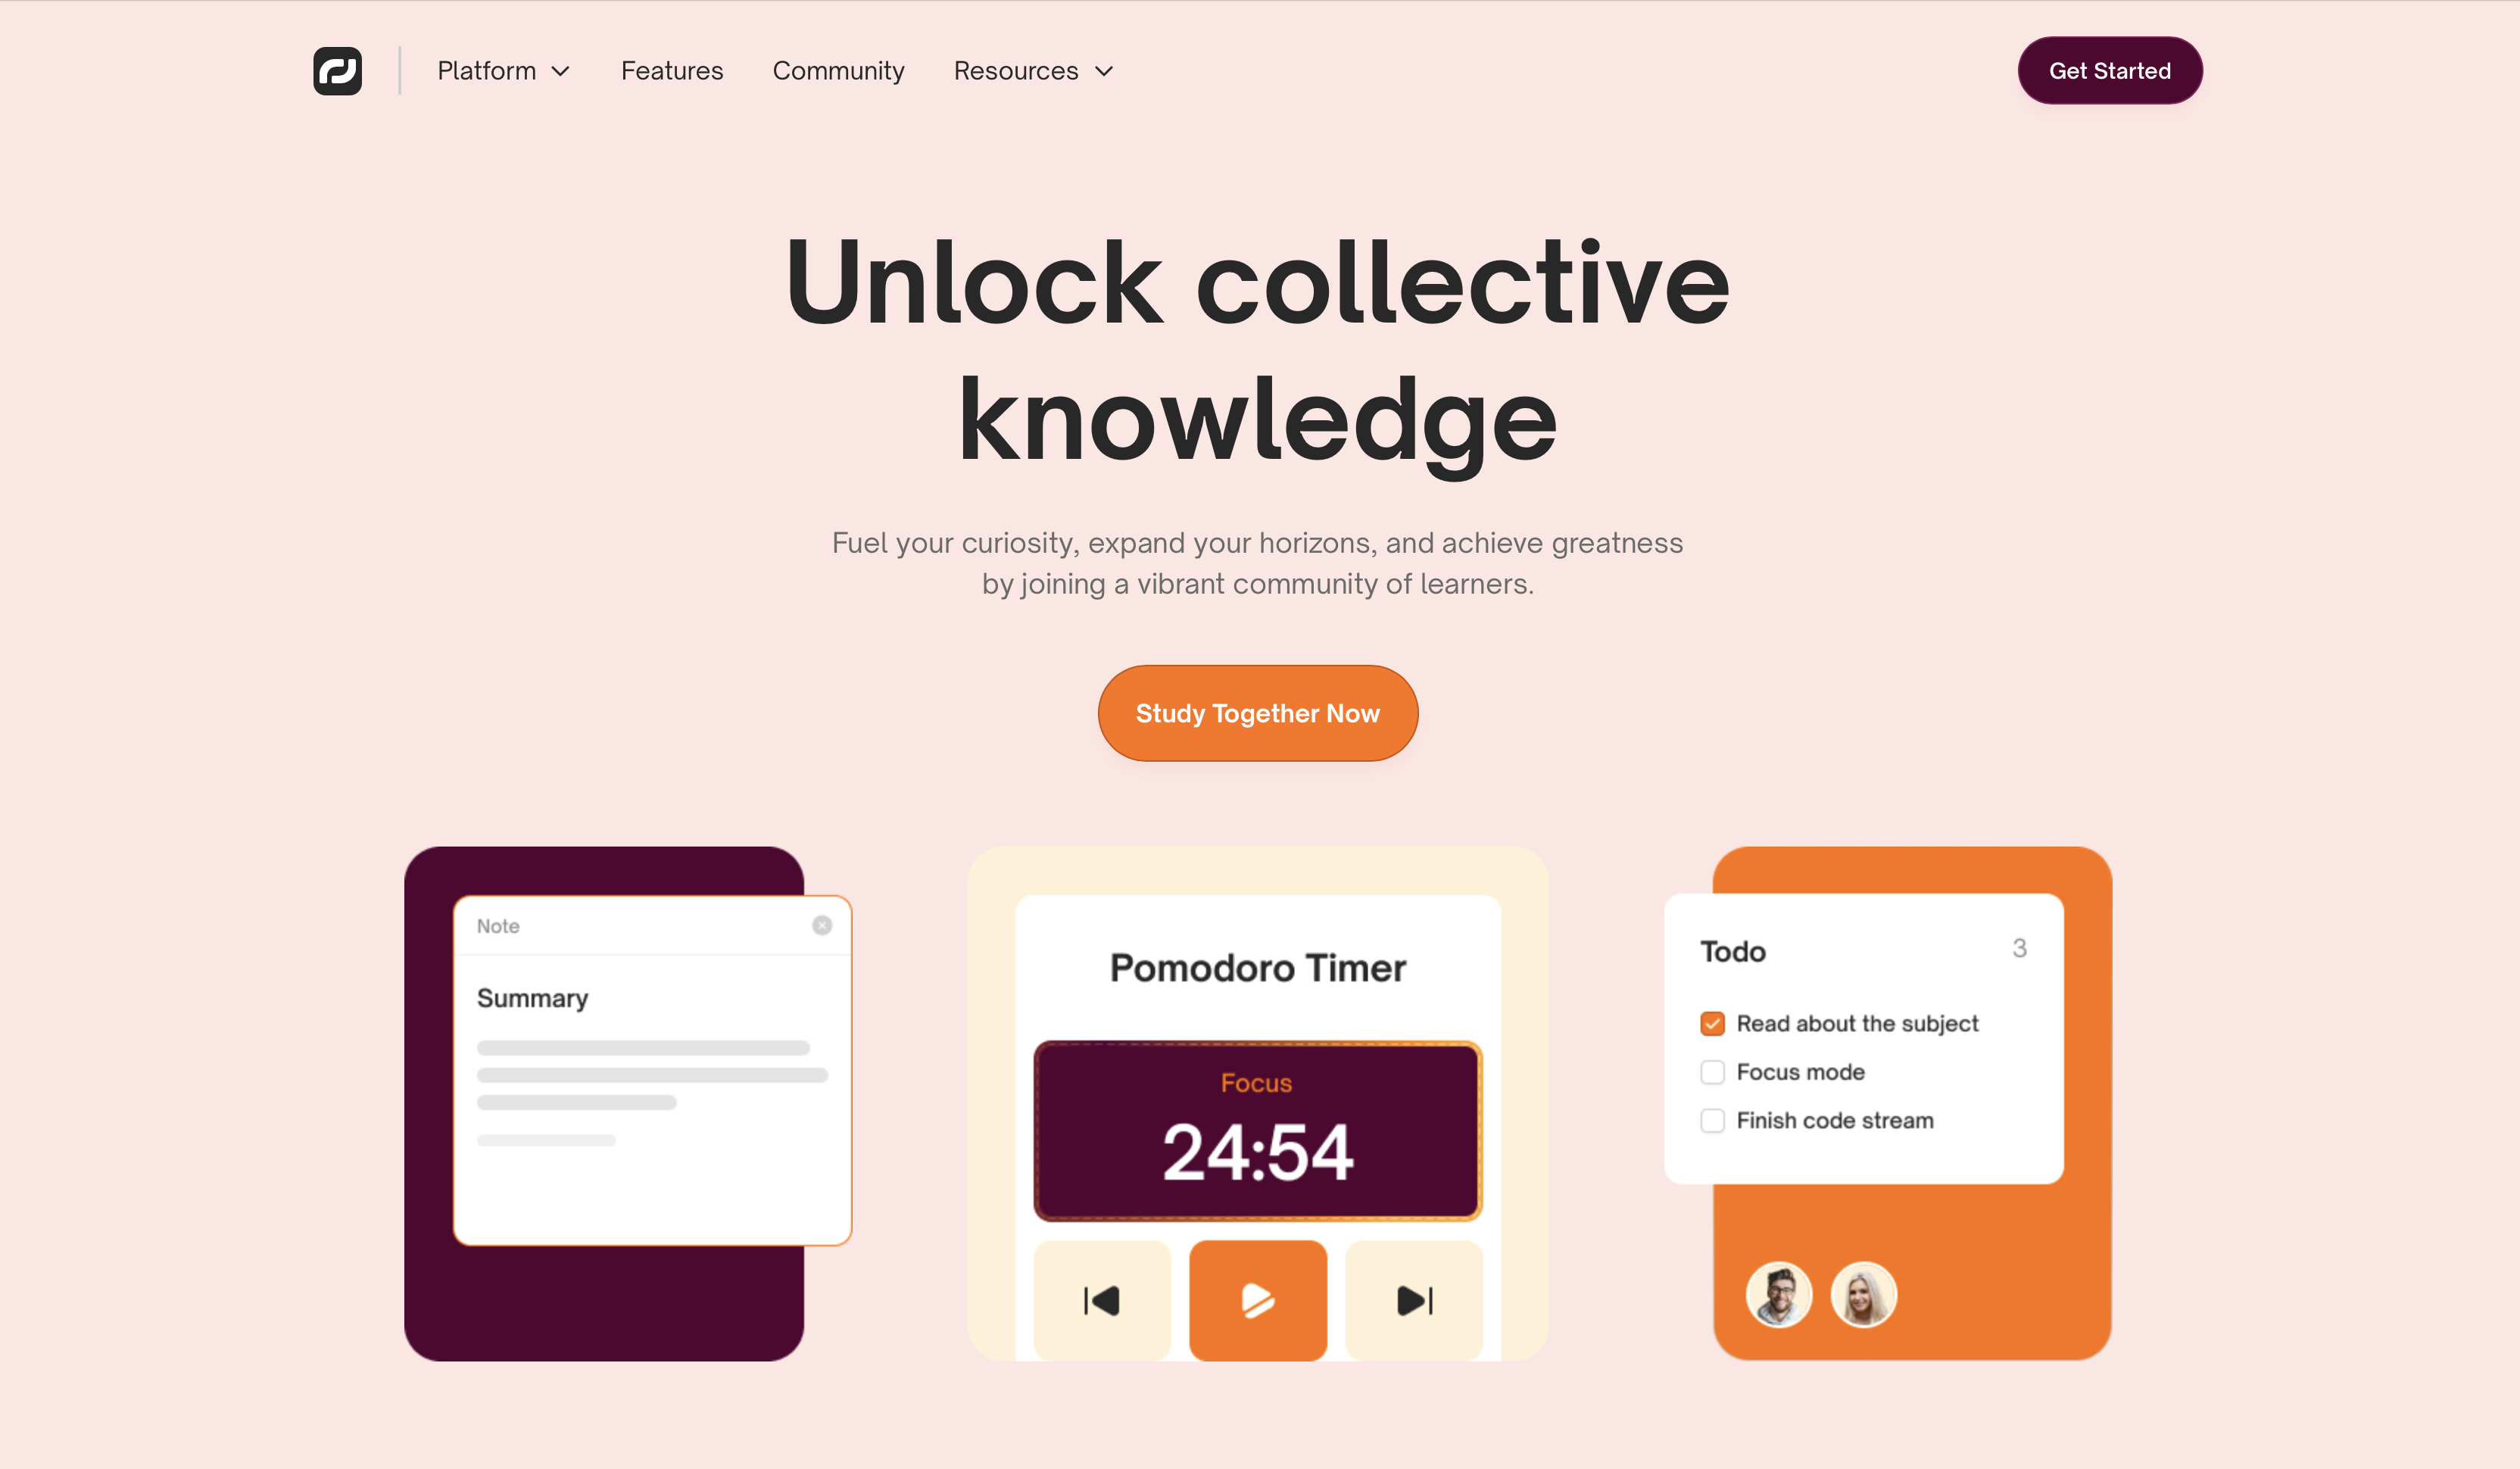 Platform
Features
Community
Resources
Get Started
Unlock collective
knowledge
Fuel your curiosity, expand your horizons, and achieve greatness
by joining a vibrant community of learners.
Study Together Now
Note
Summary
Pomodoro Timer
Focus
24:54
Todo
3
Read about the subject
Focus mode
Finish code stream